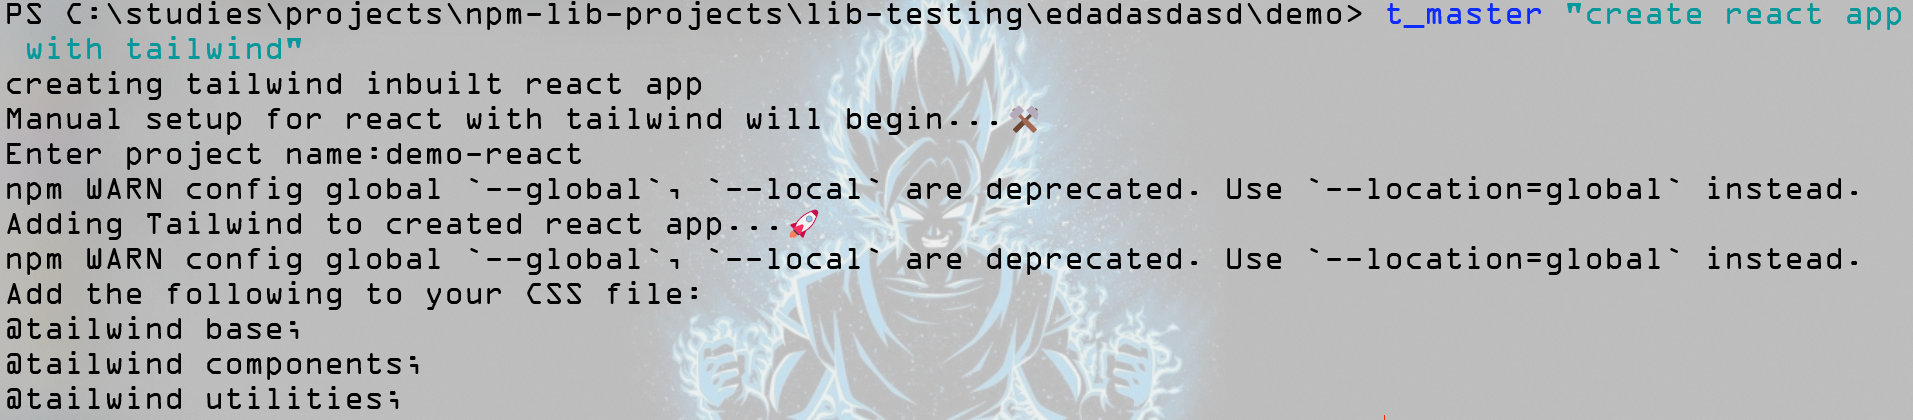 PS C:\studies\projects\npm-lib-projects\lib-testing\edadasdasd\demo> t_master "create react app
with tailwind"
creating tailwind inbuilt react app
Manual setup for react with tailwind will begin...⚒️
Enter project name:demo-react
npm WARN config global `--global`, `--local` are deprecated. Use `--location=global` instead.
Adding Tailwind to created react app...🚀
npm WARN config global `--global`, `--local` are deprecated. Use `--location=global` instead.
Add the following to your CSS file:
@tailwind base;
@tailwind components;
@tailwind utilities;